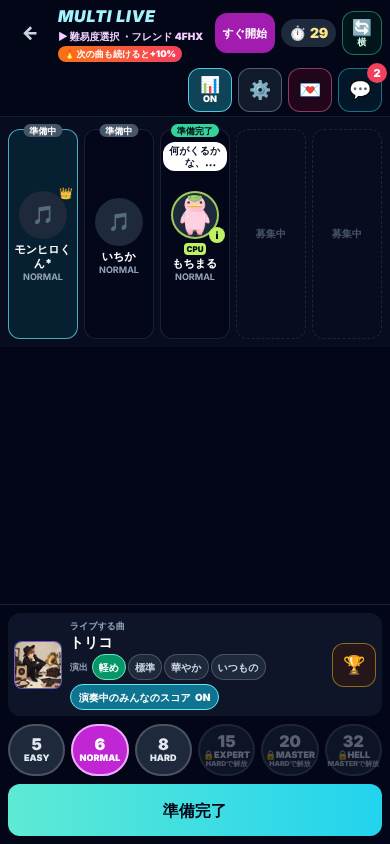 MULTI LIVE
▶ 難易度選択 ・フレンド 4FHX
🔥 次の曲も続けると+10%
すぐ開始
⏱️ 29
🔄
横
📊
ON
⚙️
💌
💬
2
準備中
準備中
準備完了
何がくるか
な、…
👑
🎵
モンヒロく
ん*
NORMAL
🎵
いちか
NORMAL
i
CPU
もちまる
NORMAL
募集中
募集中
ライブする曲
トリコ
演出 軽め 標準 華やか いつもの
演奏中のみんなのスコア ON
🏆
5
EASY
6
NORMAL
8
HARD
15
🔒EXPERT
HARDで解放
20
🔒MASTER
HARDで解放
32
🔒HELL
MASTERで解放
準備完了